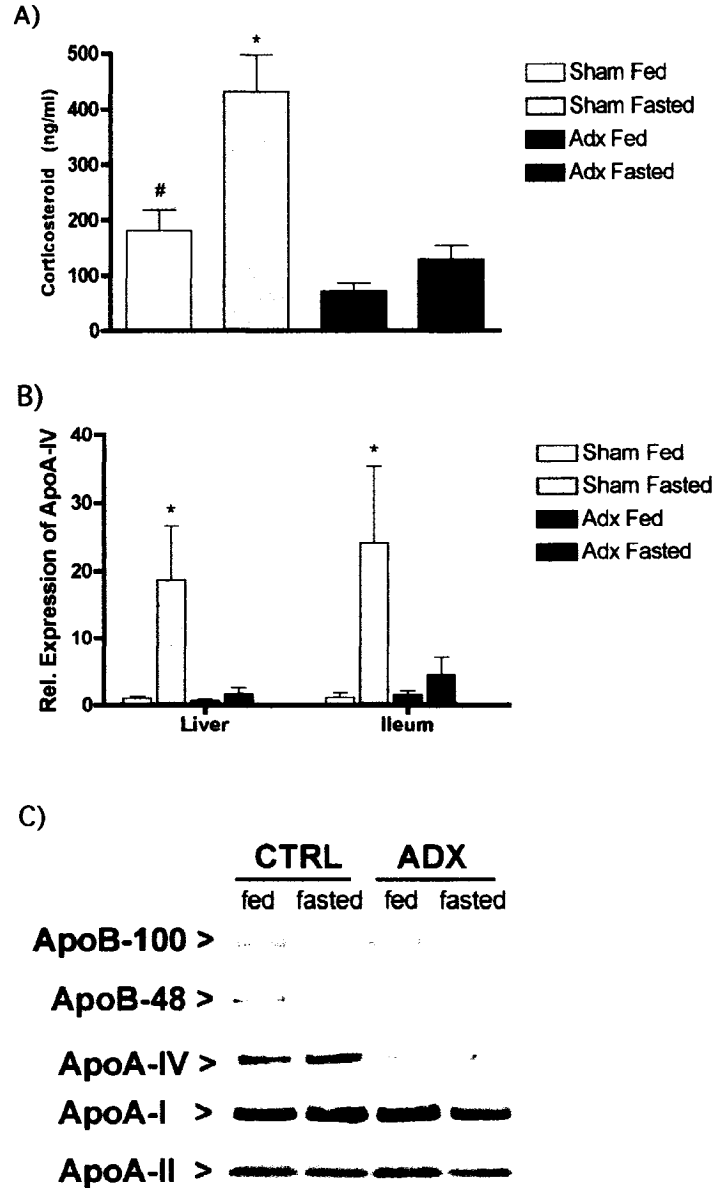 A)
Corticosteroid (ng/ml)
500
400
300
200
100
0
#
*
Sham Fed
Sham Fasted
Adx Fed
Adx Fasted
B)
Rel. Expression of ApoA-IV
40
30
20
10
0
*
*
Liver
Ileum
Sham Fed
Sham Fasted
Adx Fed
Adx Fasted
C)
CTRL ADX
fed fasted fed fasted
ApoB-100 >
ApoB-48 >
ApoA-IV >
ApoA-I >
ApoA-II >